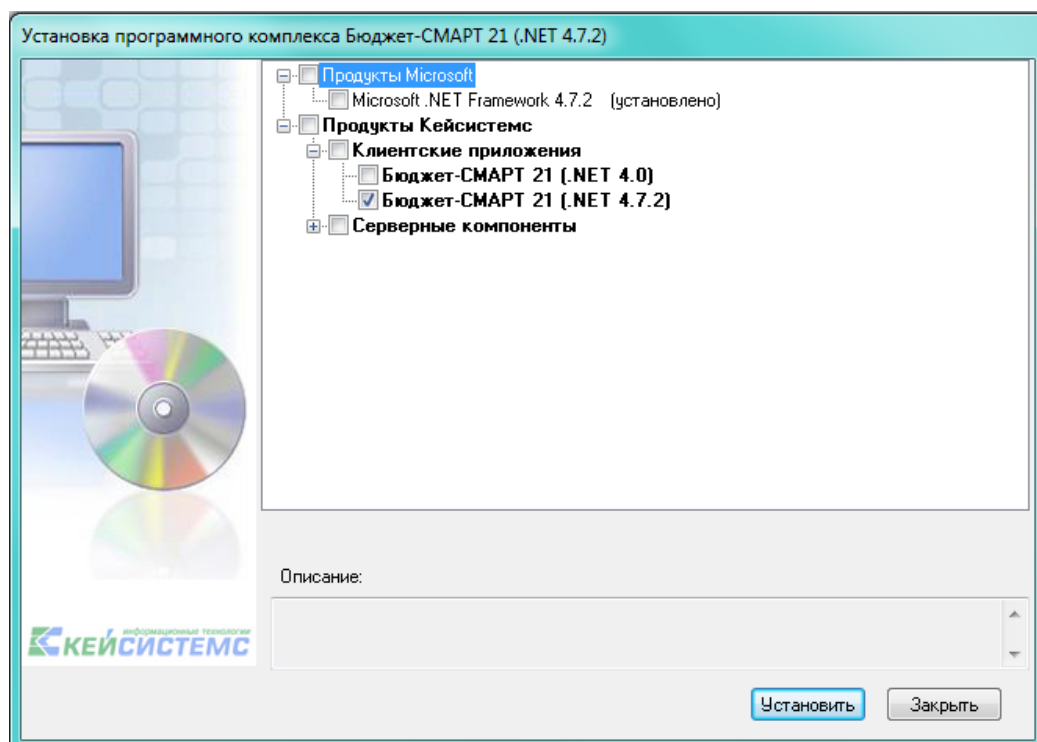 Установка программного комплекса Бюджет-СМАРТ 21 (.NET 4.7.2)
Продукты Microsoft
Microsoft .NET Framework 4.7.2 (установлено)
Продукты Кейсистемс
Клиентские приложения
Бюджет-СМАРТ 21 (.NET 4.0)
Бюджет-СМАРТ 21 (.NET 4.7.2)
Серверные компоненты
Описание:
информационные технологии
КЕЙСИСТЕМС
Установить Закрыть